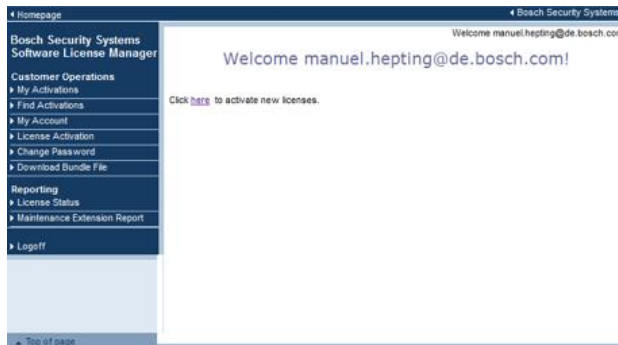 Homepage
Bosch Security Systems
Welcome manuel.hepting@de.bosch.com
Bosch Security Systems
Software License Manager
Welcome manuel.hepting@de.bosch.com!
Customer Operations
My Activations
Find Activations
My Account
License Activation
Change Password
Download Bundle File
Click here to activate new licenses.
Reporting
License Status
Maintenance Extension Report
Logoff
Top of page